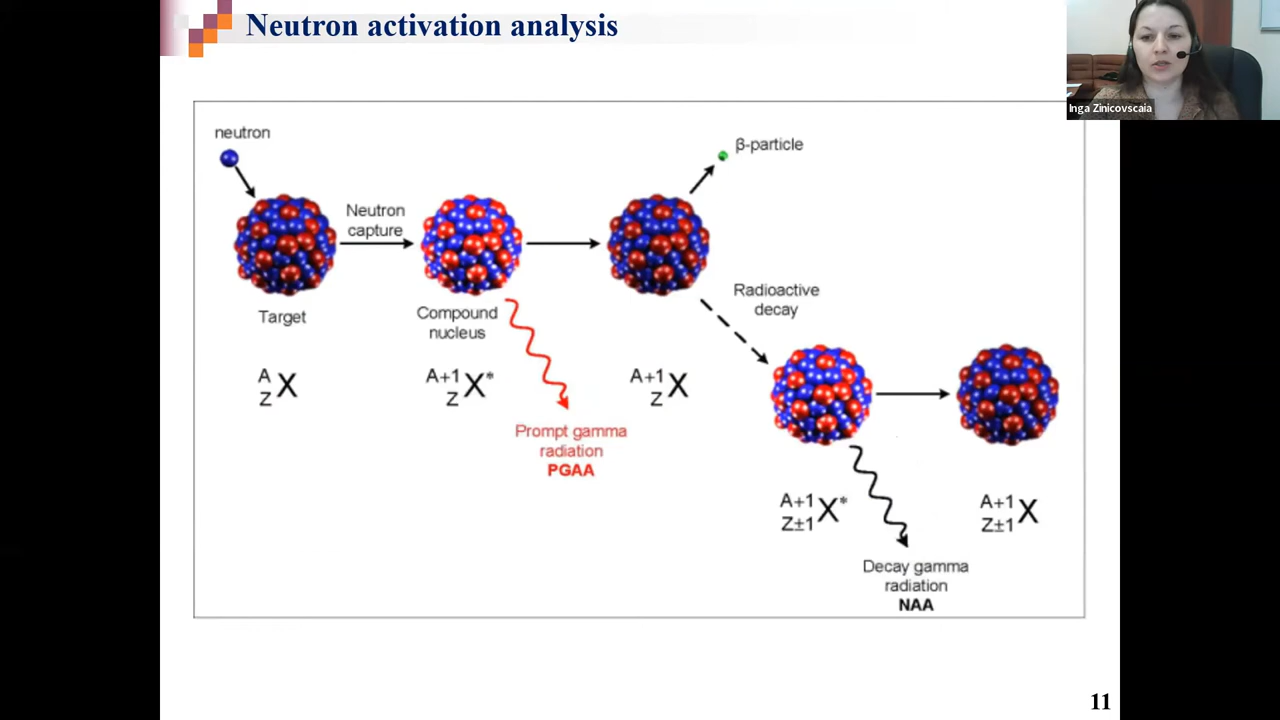 Neutron activation analysis
Inga Zinicovscaia
neutron
β-particle
Neutron
capture
Radioactive
decay
Target
Compound
nucleus
A
Z X
A+1
Z X*
A+1
Z X
Prompt gamma
radiation
PGAA
A+1
Z±1 X*
A+1
Z±1 X
Decay gamma
radiation
NAA
11